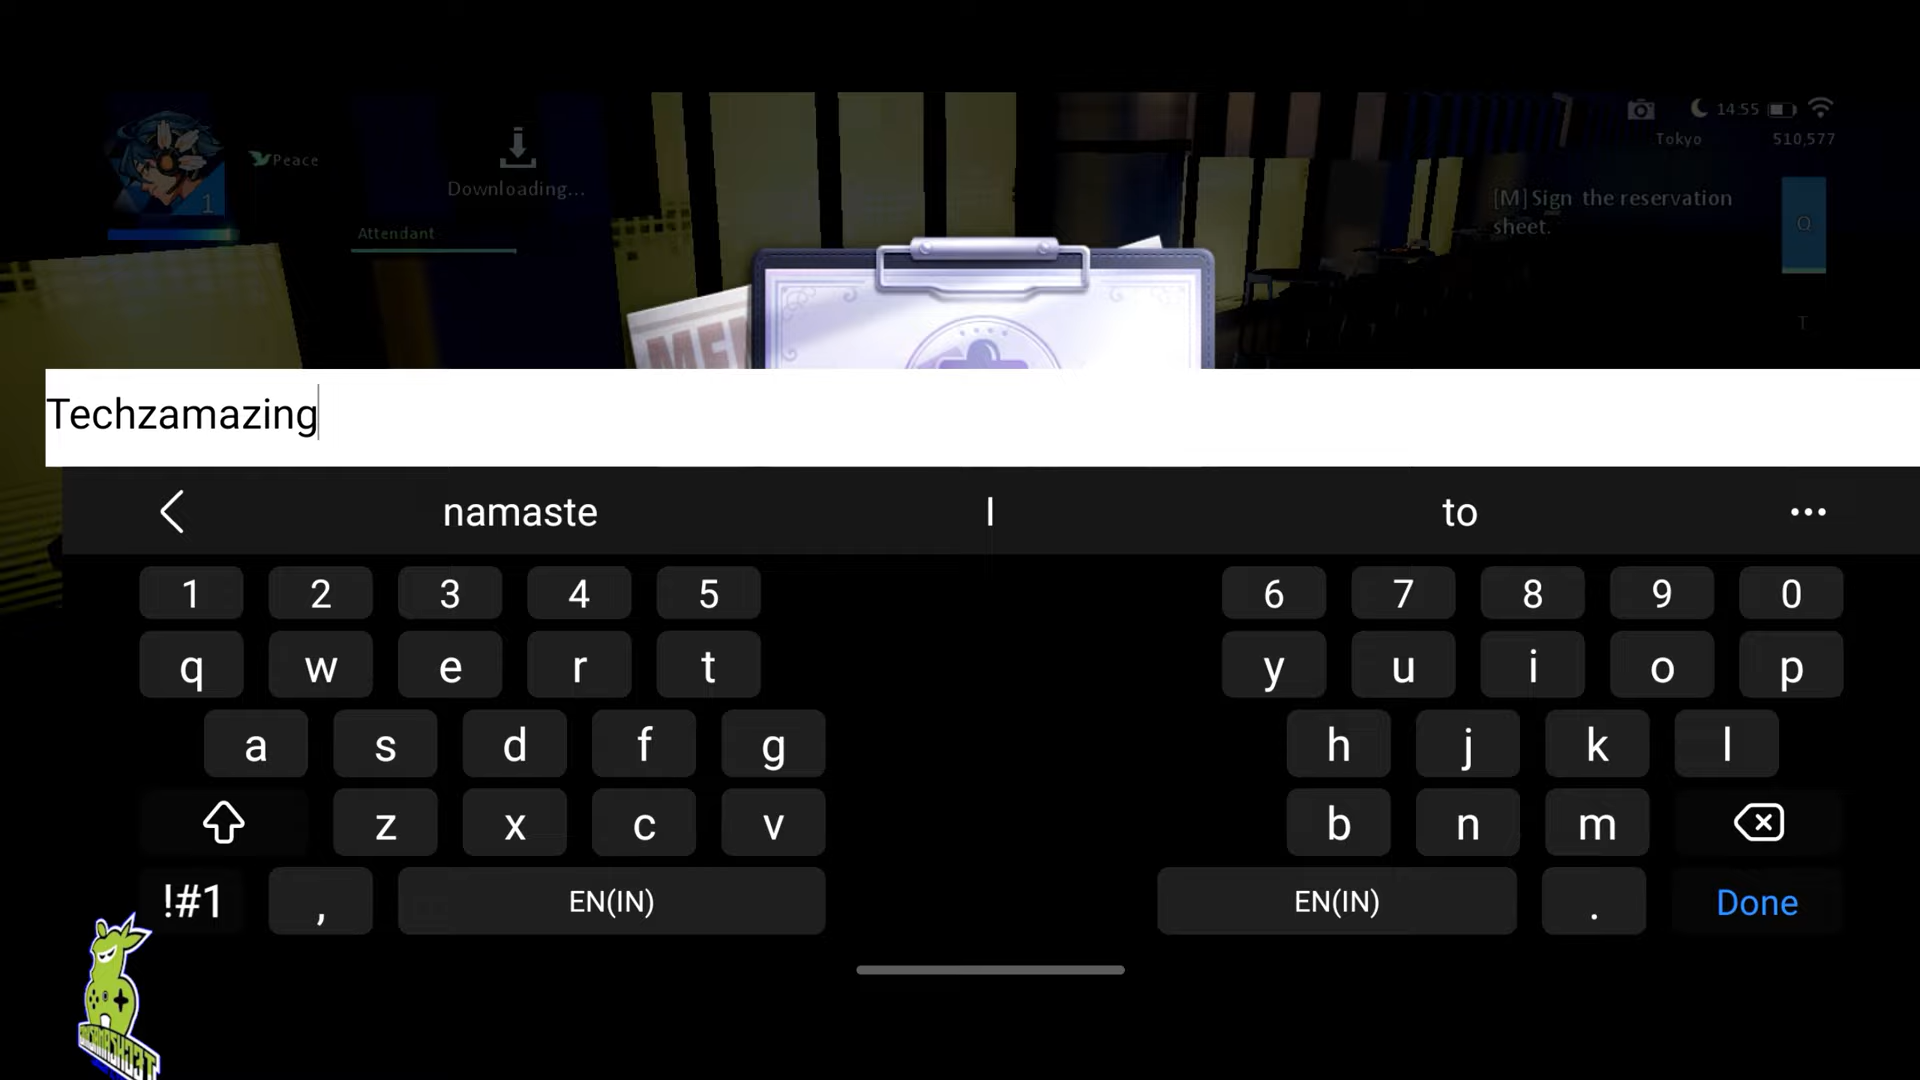 14:55
Peace
Tokyo
510,577
Downloading...
1
[M]Sign the reservation
sheet.
Q
Attendant
T
Techzamazing
namaste
I
to
1 2 3 4 5 6 7 8 9 0
q w e r t y u i o p
a s d f g h j k l
z x c v b n m
!#1 , EN(IN) EN(IN) . Done